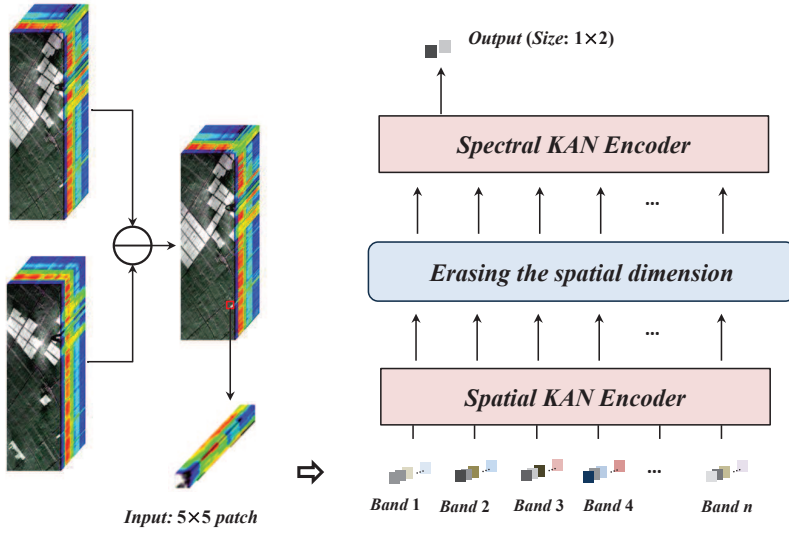 Output (Size: 1×2)
Spectral KAN Encoder
...
Erasing the spatial dimension
...
Spatial KAN Encoder
...
Band 1 Band 2 Band 3 Band 4 Band n
Input: 5×5 patch